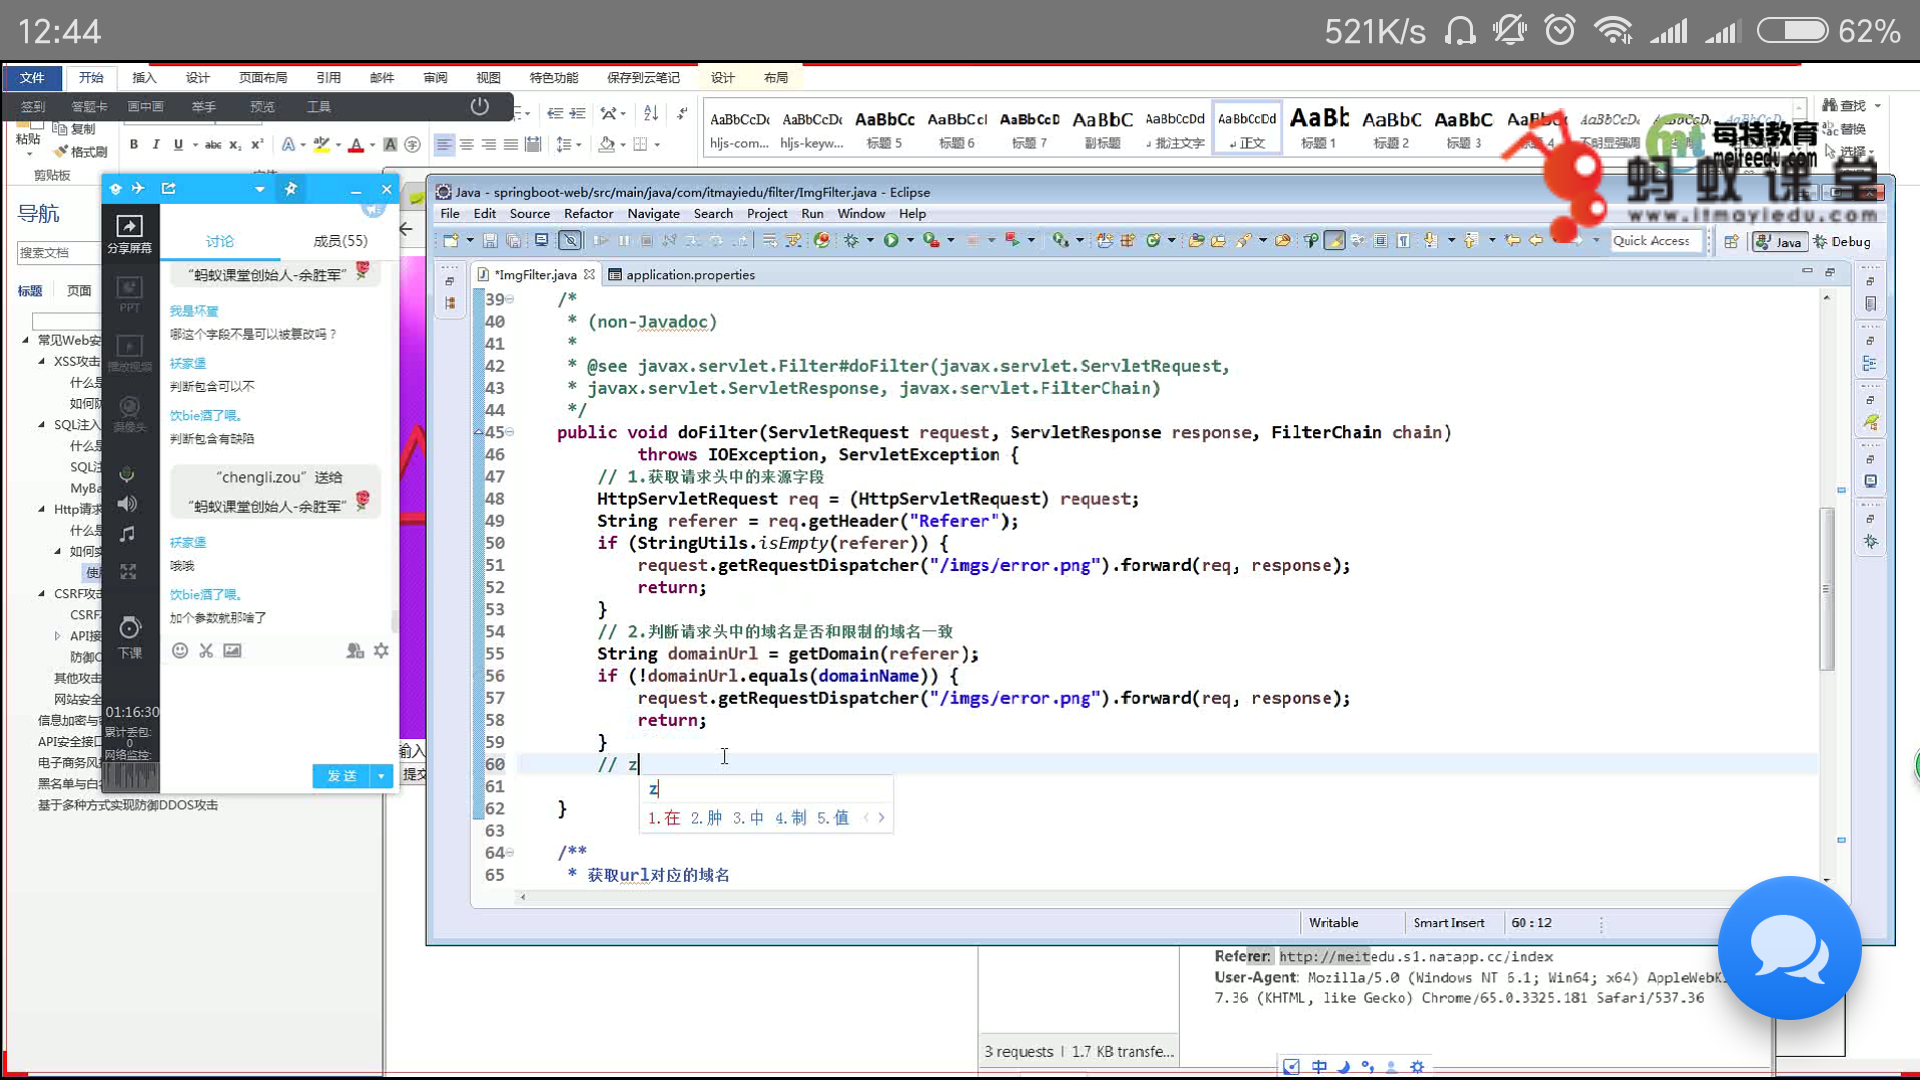 12:44
521K/s
62%
文件 开始 插入 设计 页面布局 引用 邮件 审阅 视图 特色功能 保存到云笔记 设计 布局
签到 答题卡 画中画 举手 预览 工具
粘贴 复制
格式刷
剪贴板
B I U abc x₂ x²
AaBbCcDc AaBbCcDc AaBbCc AaBbCcI AaBbCcD AaBbC AaBbCcDd AaBbCcDd AaBb AaBbC AaBbC
hljs-com... hljs-keyw... 标题 5 标题 6 标题 7 副标题 批注文字 正文 标题 1 标题 2 标题 3
查找
替换
选择
每特教育
meiteedu.com
蚂蚁课堂
www.itmayiedu.com
导航
搜索文档
标题 页面
常见Web安
XSS攻击
什么是
如何防
SQL注入
什么是
SQL注
MyBa
Http请求
什么是
如何实
使用
CSRF攻击
CSRF
API接
防御C
其他攻击
网站安全
信息加密与
API安全接口
电子商务风
黑名单与白
基于多种方式实现防御DDOS攻击
分享屏幕
PPT
播放视频
摄像头
下课
01:16:30
累计丢包:
0
网络监控:
讨论 成员(55)
“蚂蚁课堂创始人-余胜军”
我是坏蜜
哪这个字段不是可以被篡改吗？
袄家堡
判断包含可以不
饮bie酒了喂。
判断包含有缺陷
“chengli.zou” 送给
“蚂蚁课堂创始人-余胜军”
袄家堡
哦哦
饮bie酒了喂。
加个参数就那啥了
发送
输入
提交
Java - springboot-web/src/main/java/com/itmayiedu/filter/ImgFilter.java - Eclipse
File Edit Source Refactor Navigate Search Project Run Window Help
Quick Access Java Debug
*ImgFilter.java application.properties
39 /*
40 * (non-Javadoc)
41 *
42 * @see javax.servlet.Filter#doFilter(javax.servlet.ServletRequest,
43 * javax.servlet.ServletResponse, javax.servlet.FilterChain)
44 */
45 public void doFilter(ServletRequest request, ServletResponse response, FilterChain chain)
46 throws IOException, ServletException {
47 // 1.获取请求头中的来源字段
48 HttpServletRequest req = (HttpServletRequest) request;
49 String referer = req.getHeader("Referer");
50 if (StringUtils.isEmpty(referer)) {
51 request.getRequestDispatcher("/imgs/error.png").forward(req, response);
52 return;
53 }
54 // 2.判断请求头中的域名是否和限制的域名一致
55 String domainUrl = getDomain(referer);
56 if (!domainUrl.equals(domainName)) {
57 request.getRequestDispatcher("/imgs/error.png").forward(req, response);
58 return;
59 }
60 // z
z
61
1.在 2.肿 3.中 4.制 5.值
62 }
63
64 /**
65 * 获取url对应的域名
Writable Smart Insert 60 : 12
Referer: http://meitedu.s1.natapp.cc/index
User-Agent: Mozilla/5.0 (Windows NT 6.1; Win64; x64) AppleWebK
7.36 (KHTML, like Gecko) Chrome/65.0.3325.181 Safari/537.36
3 requests | 1.7 KB transfe...
中